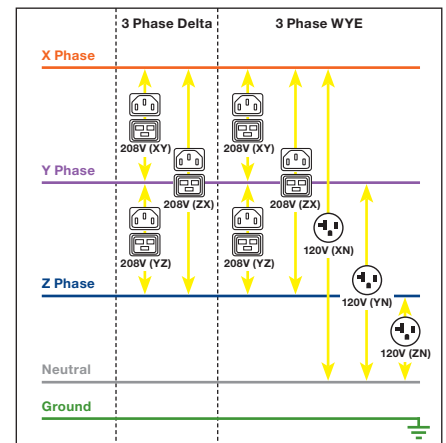 3 Phase Delta
3 Phase WYE
X Phase
208V (XY)
208V (XY)
Y Phase
208V (ZX)
208V (ZX)
120V (XN)
208V (YZ)
208V (YZ)
Z Phase
120V (YN)
120V (ZN)
Neutral
Ground